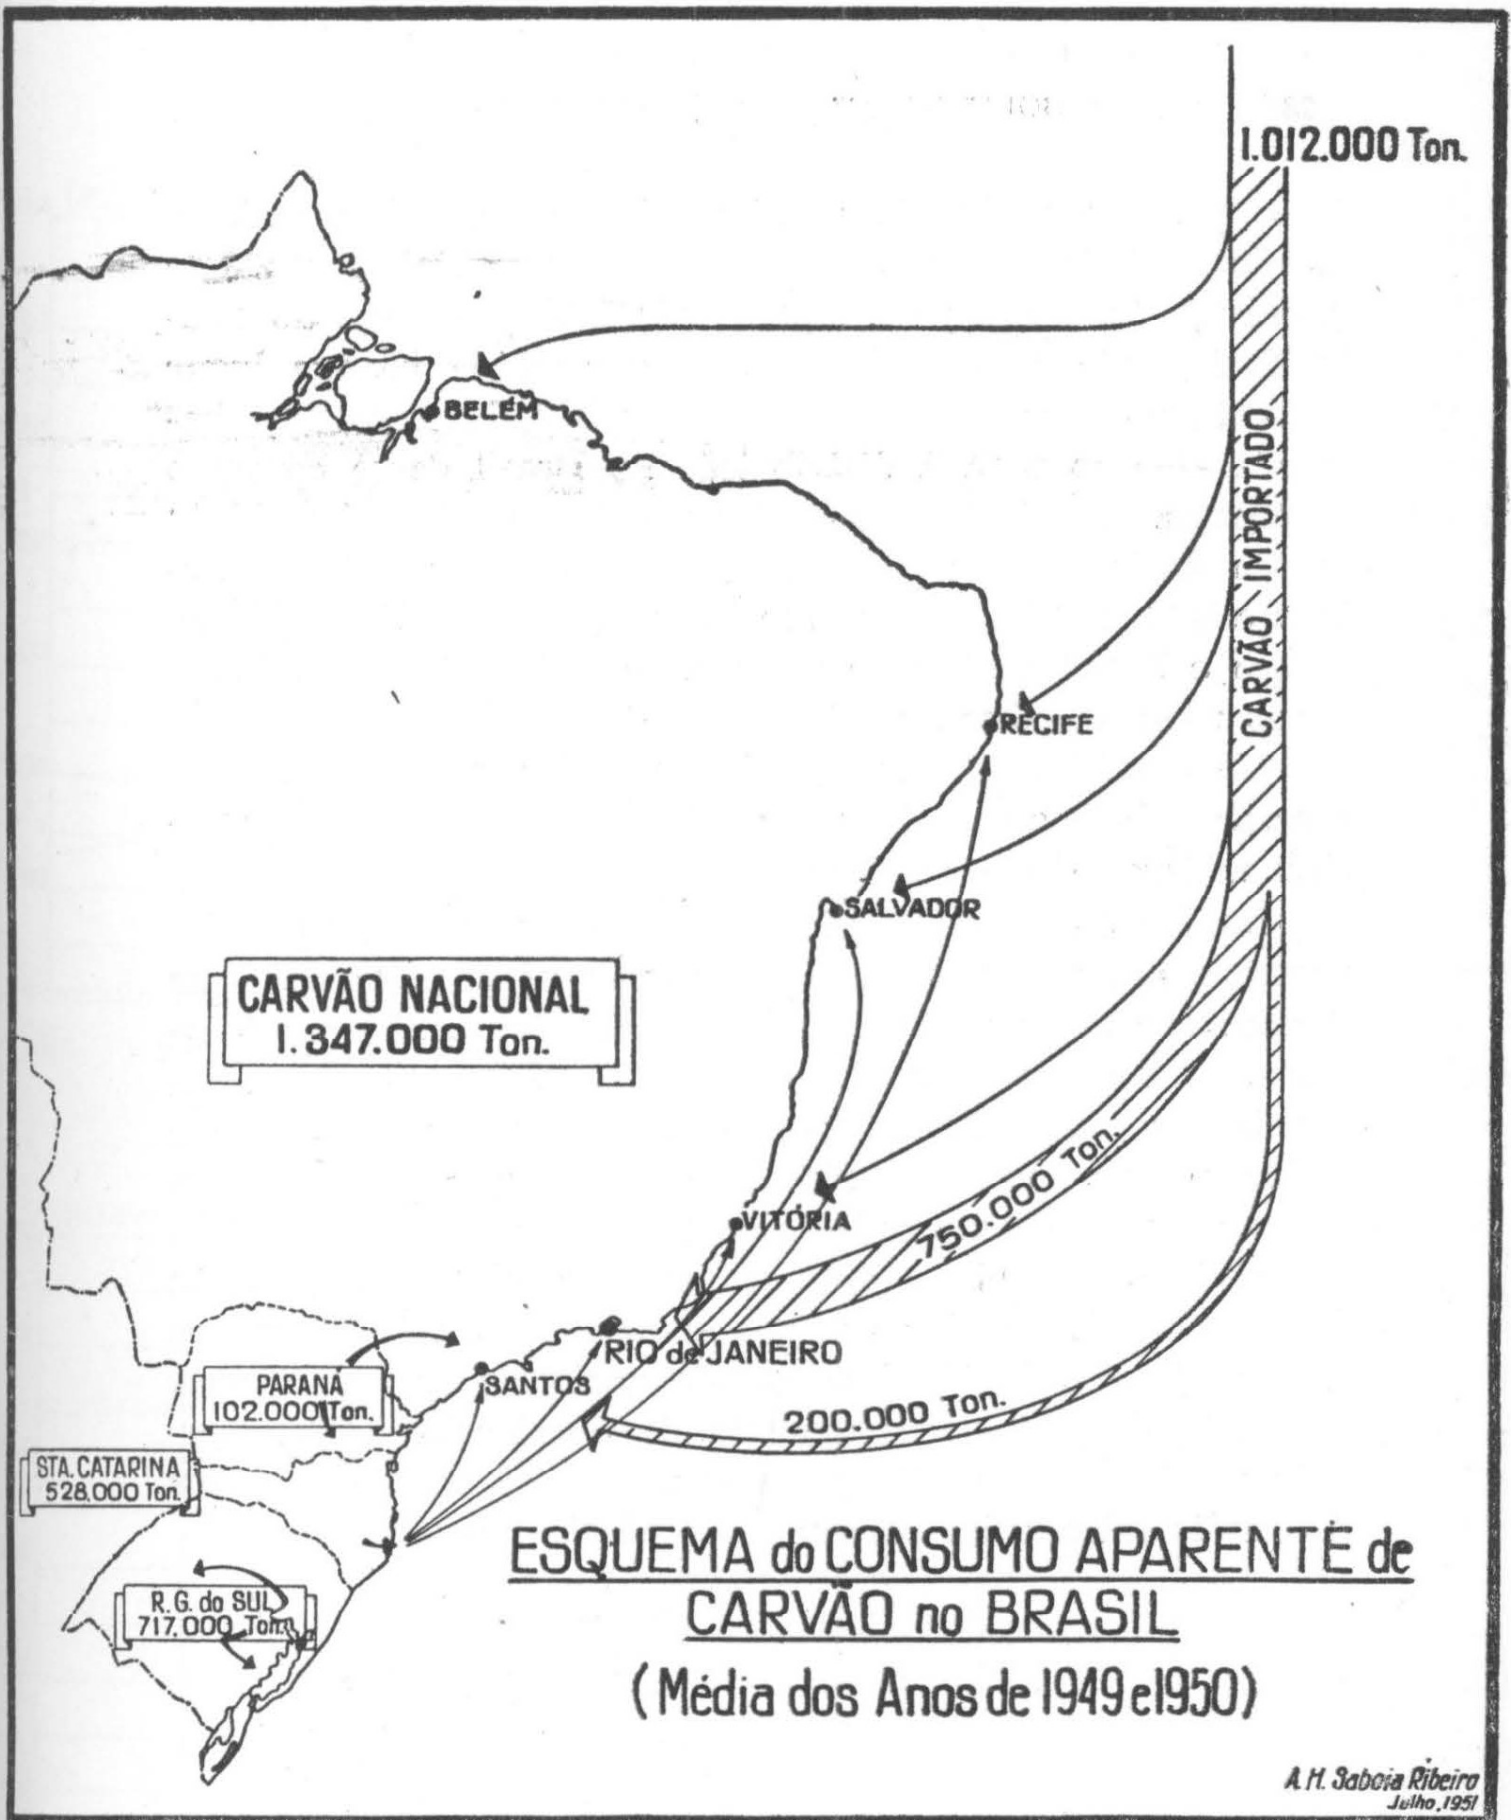 1.012.000 Ton.
CARVÃO IMPORTADO
BELÉM
RECIFE
SALVADOR
CARVÃO NACIONAL
1.347.000 Ton.
750.000 Ton.
VITÓRIA
RIO de JANEIRO
SANTOS
200.000 Ton.
PARANÁ
102.000 Ton.
STA. CATARINA
528.000 Ton.
R.G. do SUL
717.000 Ton.
ESQUEMA do CONSUMO APARENTE de
CARVÃO no BRASIL
(Média dos Anos de 1949 e 1950)
A. H. Saboia Ribeiro
Julho, 1951